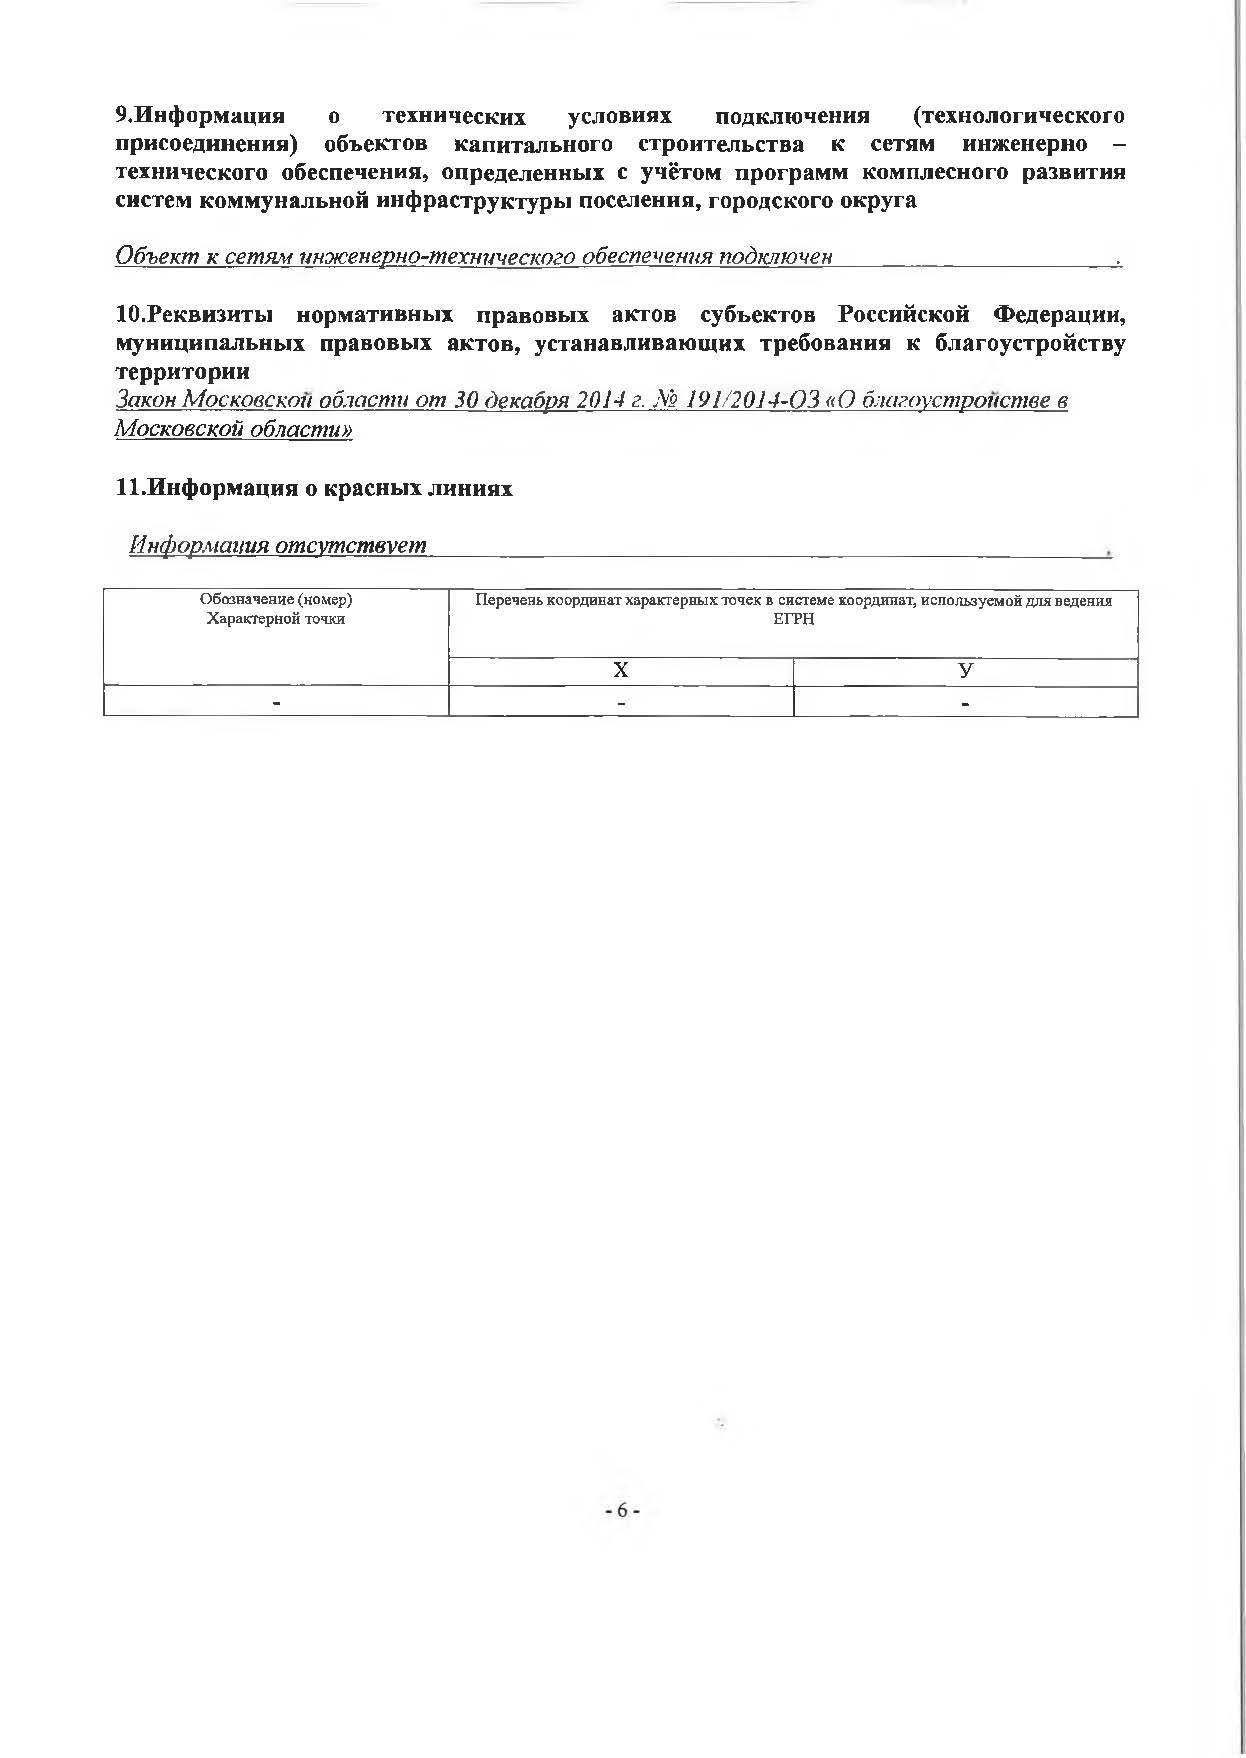 9.Информация о технических условиях подключения (технологического
присоединения) объектов капитального строительства к сетям инженерно –
технического обеспечения, определенных с учётом программ комплесного развития
систем коммунальной инфраструктуры поселения, городского округа
Объект к сетям инженерно-технического обеспечения подключен .
10.Реквизиты нормативных правовых актов субъектов Российской Федерации,
муниципальных правовых актов, устанавливающих требования к благоустройству
территории
Закон Московской области от 30 декабря 2014 г. № 191/2014-ОЗ «О благоустройстве в
Московской области»
11.Информация о красных линиях
Информация отсутствует .
Обозначение (номер)
Характерной точки
Перечень координат характерных точек в системе координат, используемой для ведения
ЕГРН
Х У
- - -
- 6 -